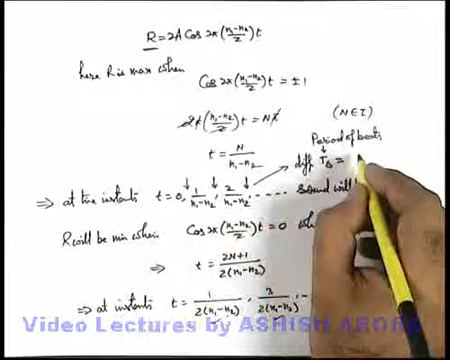 R = 2A Cos 2π(n₁-n₂/2)t
here R is max when
Cos 2π(n₁-n₂/2)t = ±1
2π(n₁-n₂/2)t = Nπ (N∈I)
t = N/n₁-n₂
Period of beats
diff. T_b =
⇒ at time instants t = 0, 1/n₁-n₂, 2/n₁-n₂, ---- sound will
R will be min when Cos 2π(n₁-n₂/2)t = 0
⇒ t = 2N+1/2(n₁-n₂)
⇒ at instants t = 1/2(n₁-n₂), 3/2(n₁-n₂), --
Video Lectures by ASHISH ARORA